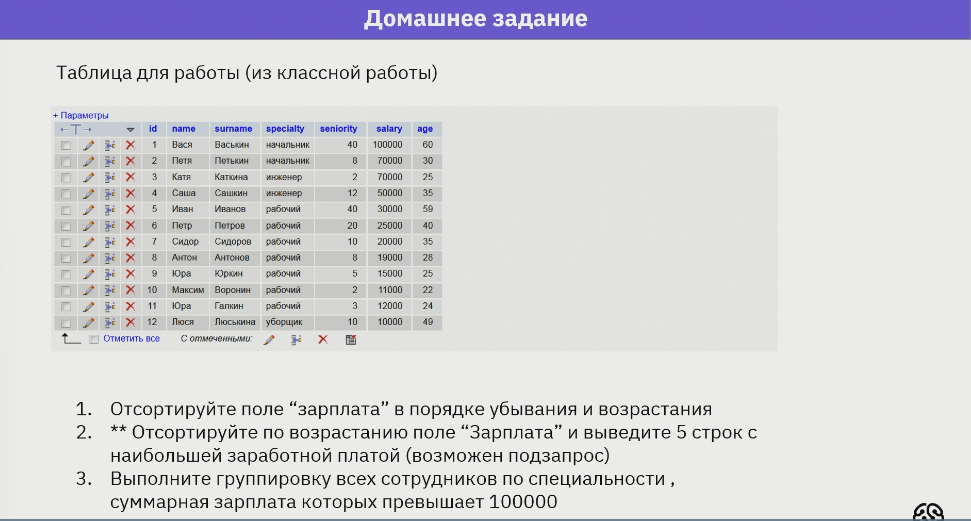 Домашнее задание
Таблица для работы (из классной работы)
+ Параметры
←T→ id name surname specialty seniority salary age
1 Вася Васькин начальник 40 100000 60
2 Петя Петькин начальник 8 70000 30
3 Катя Каткина инженер 2 70000 25
4 Саша Сашкин инженер 12 50000 35
5 Иван Иванов рабочий 40 30000 59
6 Петр Петров рабочий 20 25000 40
7 Сидор Сидоров рабочий 10 20000 35
8 Антон Антонов рабочий 8 19000 28
9 Юра Юркин рабочий 5 15000 25
10 Максим Воронин рабочий 2 11000 22
11 Юра Галкин рабочий 3 12000 24
12 Люся Люськина уборщик 10 10000 49
Отметить все С отмеченными:
1. Отсортируйте поле “зарплата” в порядке убывания и возрастания
2. ** Отсортируйте по возрастанию поле “Зарплата” и выведите 5 строк с
наибольшей заработной платой (возможен подзапрос)
3. Выполните группировку всех сотрудников по специальности ,
суммарная зарплата которых превышает 100000